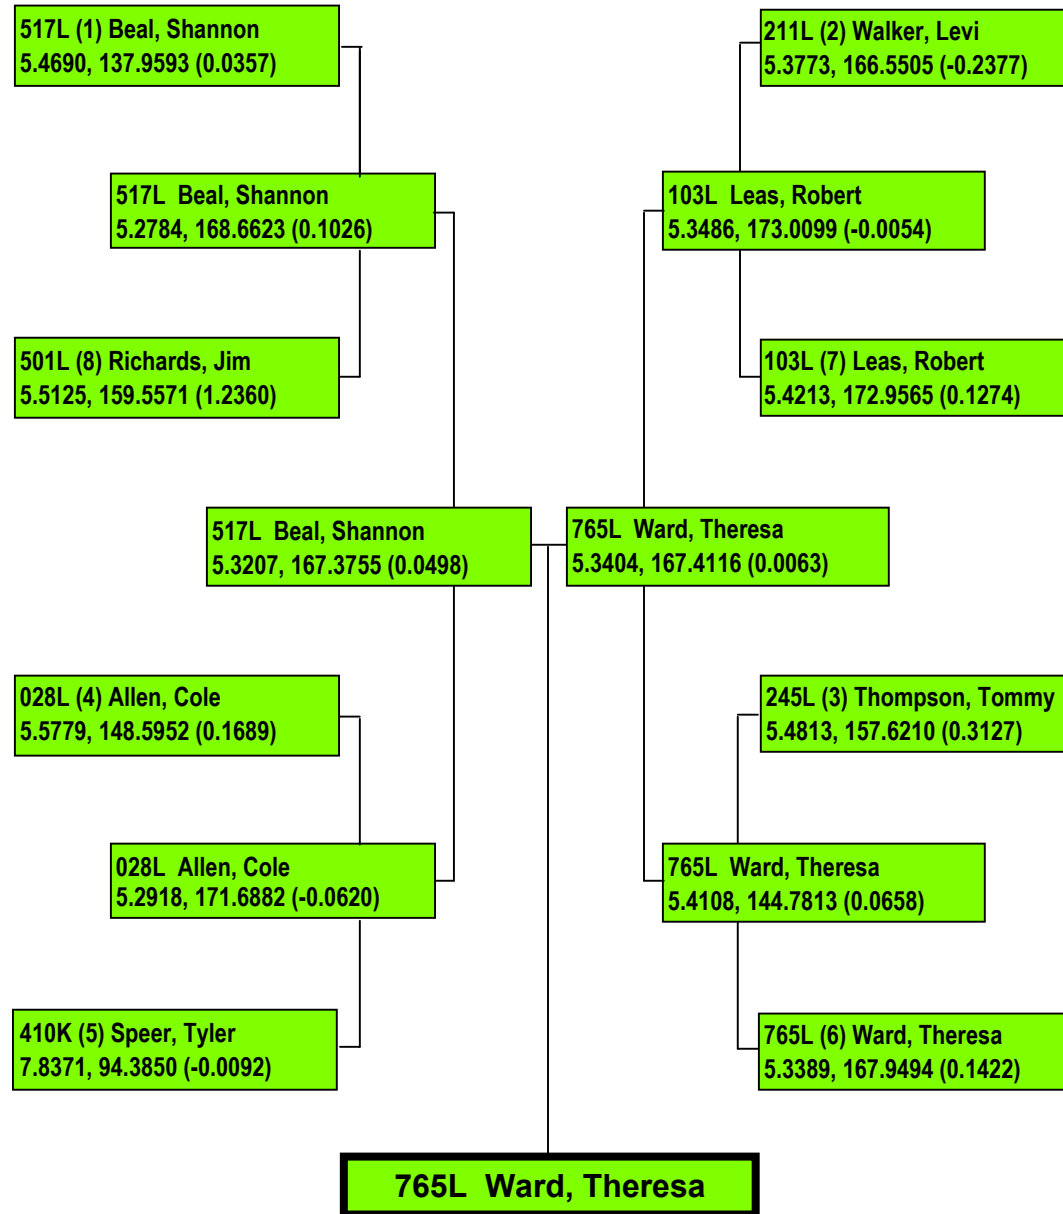 517L (1) Beal, Shannon
5.4690, 137.9593 (0.0357)
211L (2) Walker, Levi
5.3773, 166.5505 (-0.2377)
517L Beal, Shannon
5.2784, 168.6623 (0.1026)
103L Leas, Robert
5.3486, 173.0099 (-0.0054)
501L (8) Richards, Jim
5.5125, 159.5571 (1.2360)
103L (7) Leas, Robert
5.4213, 172.9565 (0.1274)
517L Beal, Shannon
5.3207, 167.3755 (0.0498)
765L Ward, Theresa
5.3404, 167.4116 (0.0063)
028L (4) Allen, Cole
5.5779, 148.5952 (0.1689)
245L (3) Thompson, Tommy
5.4813, 157.6210 (0.3127)
028L Allen, Cole
5.2918, 171.6882 (-0.0620)
765L Ward, Theresa
5.4108, 144.7813 (0.0658)
410K (5) Speer, Tyler
7.8371, 94.3850 (-0.0092)
765L (6) Ward, Theresa
5.3389, 167.9494 (0.1422)
765L Ward, Theresa